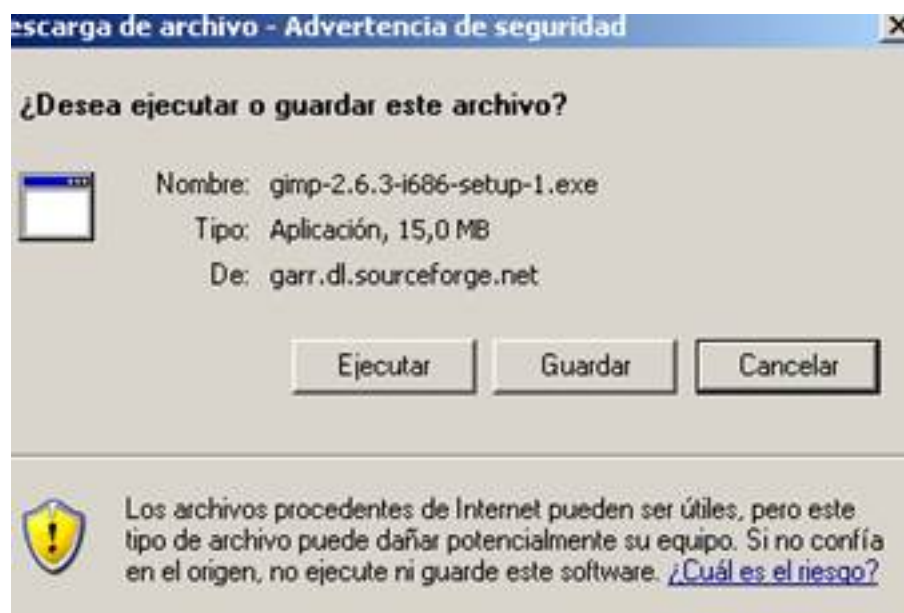 escarga de archivo - Advertencia de seguridad
¿Desea ejecutar o guardar este archivo?
Nombre: gimp-2.6.3-i686-setup-1.exe
Tipo: Aplicación, 15,0 MB
De: garr.dl.sourceforge.net
Ejecutar Guardar Cancelar
Los archivos procedentes de Internet pueden ser útiles, pero este
tipo de archivo puede dañar potencialmente su equipo. Si no confía
en el origen, no ejecute ni guarde este software. ¿Cuál es el riesgo?